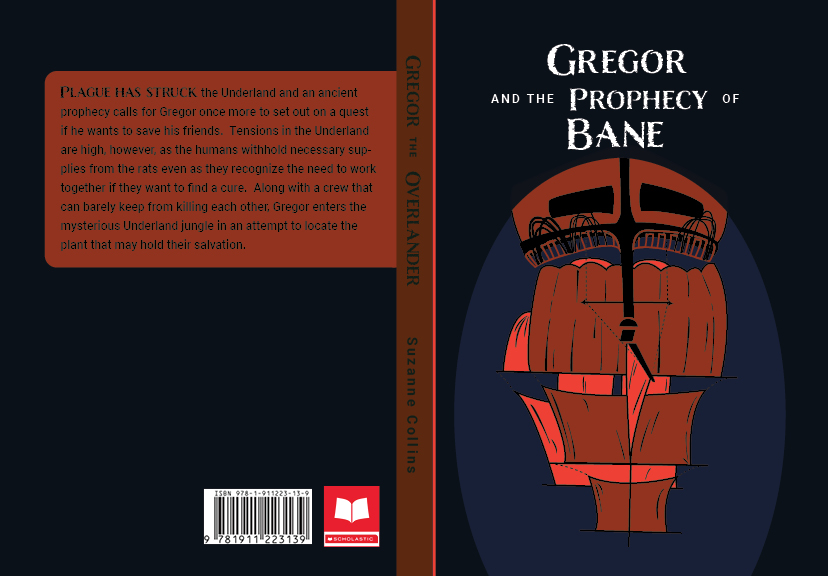 PLAGUE HAS STRUCK the Underland and an ancient
prophecy calls for Gregor once more to set out on a quest
if he wants to save his friends. Tensions in the Underland
are high, however, as the humans withhold necessary sup-
plies from the rats even as they recognize the need to work
together if they want to find a cure. Along with a crew that
can barely keep from killing each other, Gregor enters the
mysterious Underland jungle in an attempt to locate the
plant that may hold their salvation.
ISBN 978-1-911223-13-9
9 781911 223139
SCHOLASTIC
GREGOR THE OVERLANDER
Suzanne Collins
GREGOR
AND THE PROPHECY OF
BANE